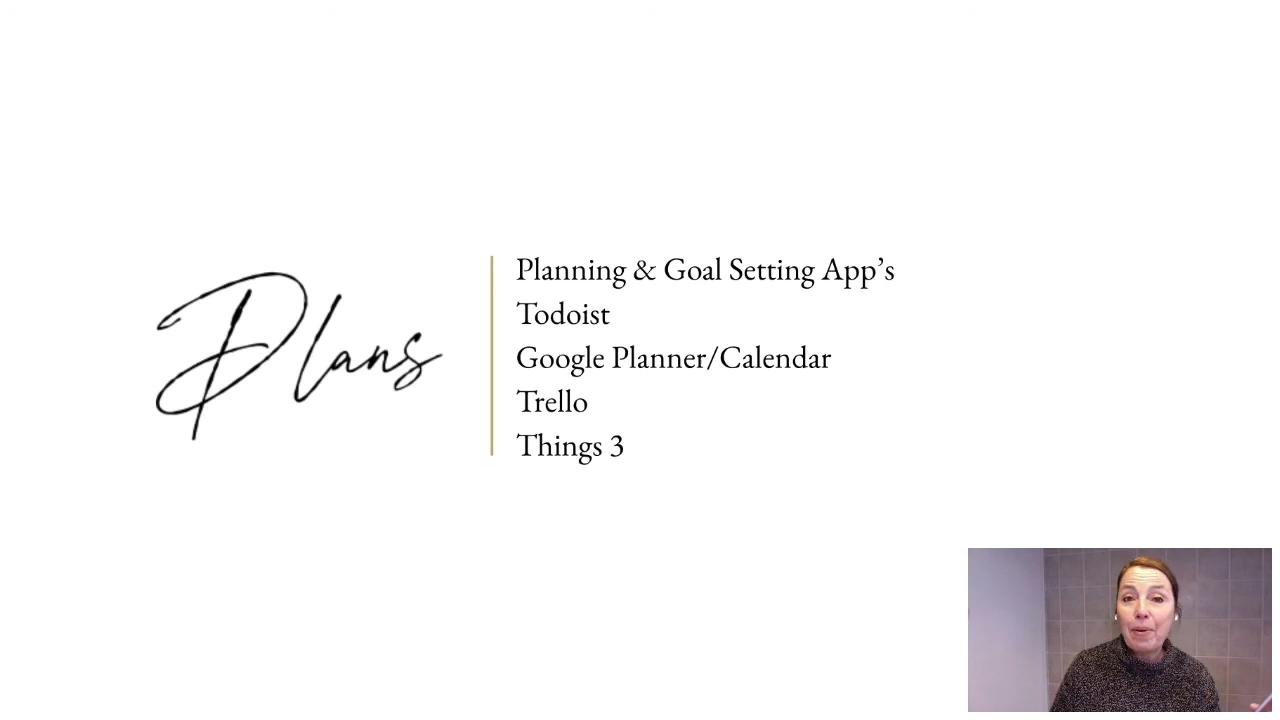 Plans
Planning & Goal Setting App’s
Todoist
Google Planner/Calendar
Trello
Things 3